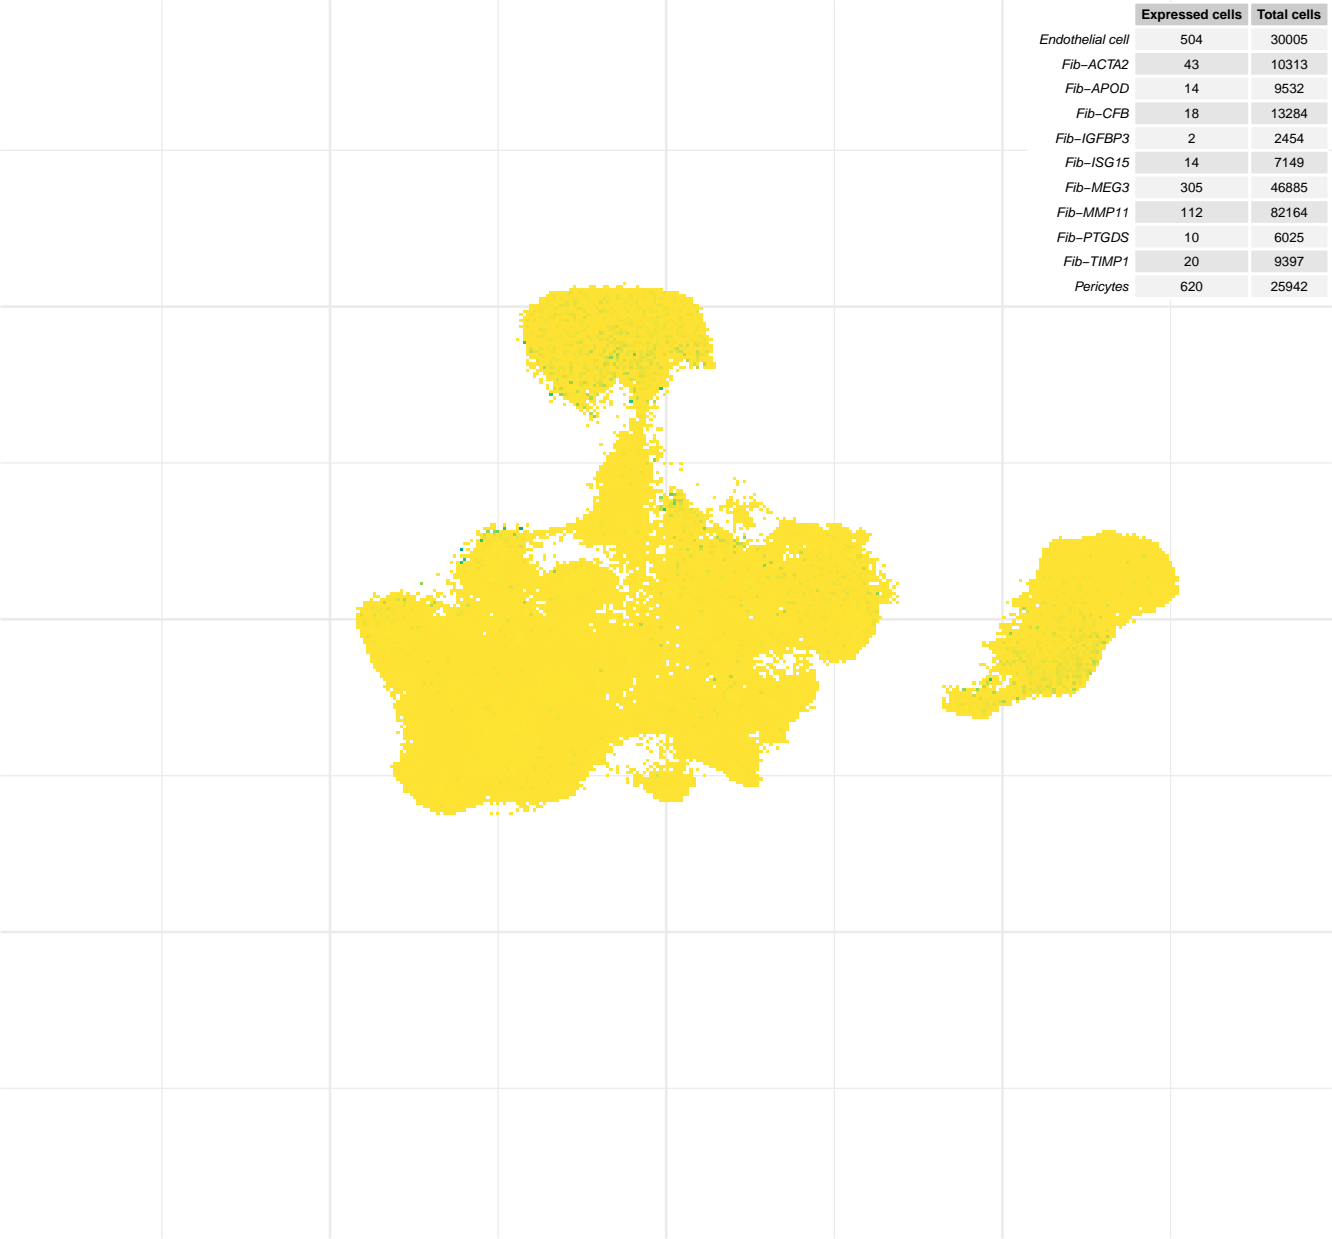 Expressed cells Total cells
Endothelial cell 504 30005
Fib−ACTA2 43 10313
Fib−APOD 14 9532
Fib−CFB 18 13284
Fib−IGFBP3 2 2454
Fib−ISG15 14 7149
Fib−MEG3 305 46885
Fib−MMP11 112 82164
Fib−PTGDS 10 6025
Fib−TIMP1 20 9397
Pericytes 620 25942